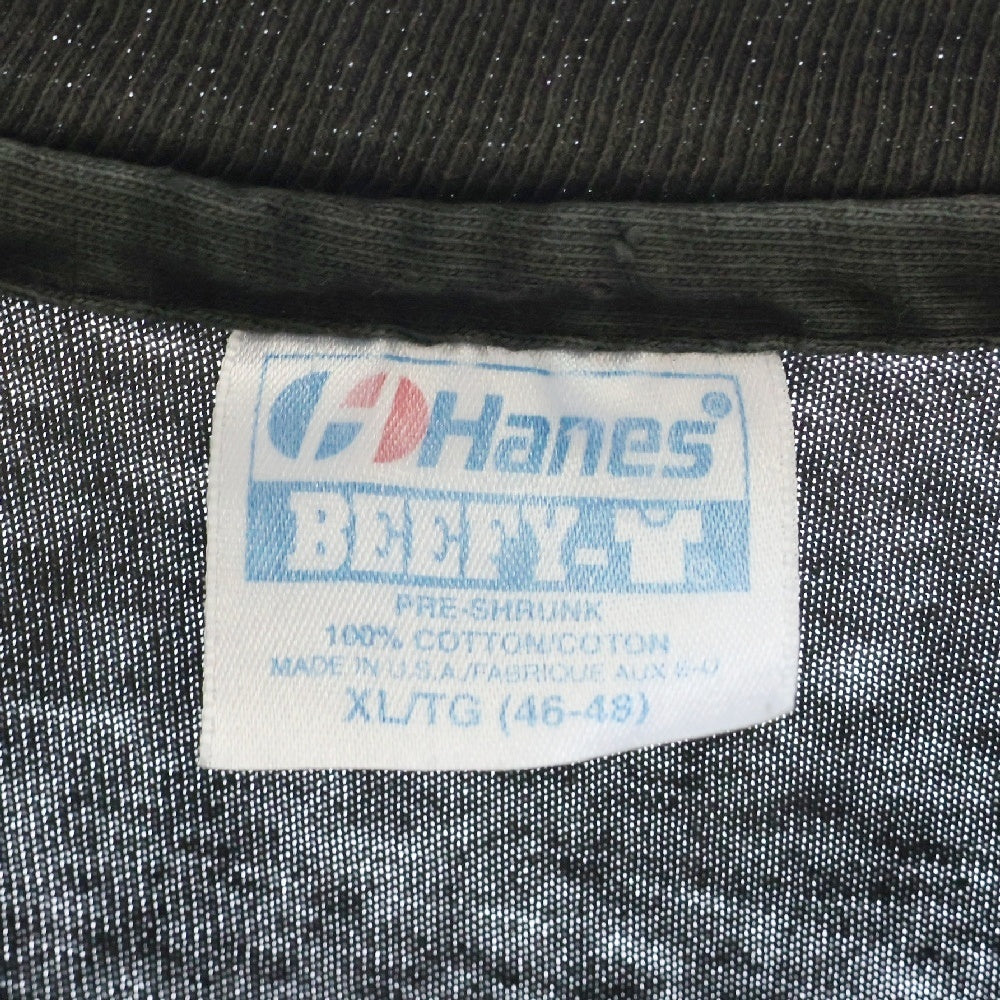 Hanes®
BEEFY-T®
PRE-SHRUNK
100% COTTON/COTON
MADE IN U.S.A./FABRIQUE AUX E-U
XL/TG (46-48)